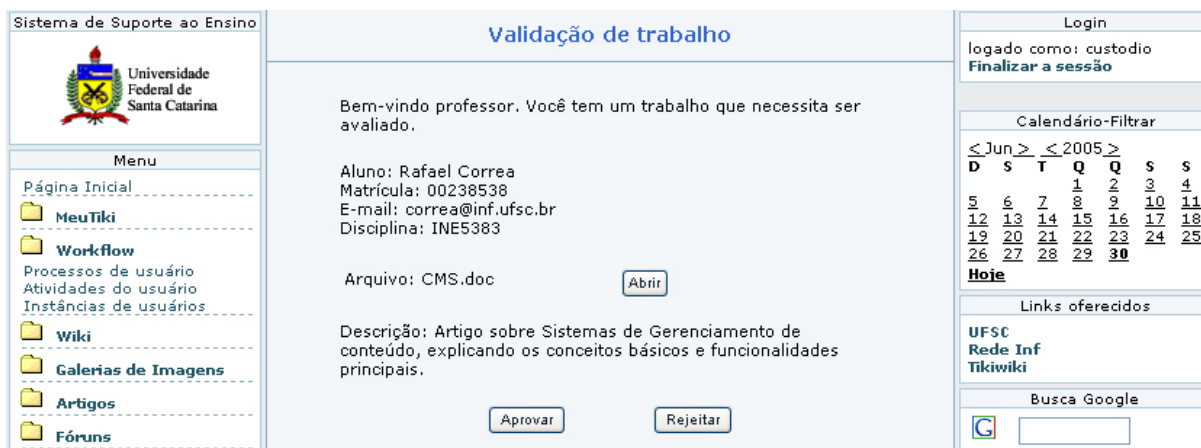 Sistema de Suporte ao Ensino
Universidade
Federal de
Santa Catarina
Menu
Página Inicial
MeuTiki
Workflow
Processos de usuário
Atividades do usuário
Instâncias de usuários
Wiki
Galerias de Imagens
Artigos
Fóruns
Validação de trabalho
Bem-vindo professor. Você tem um trabalho que necessita ser
avaliado.
Aluno: Rafael Correa
Matrícula: 00238538
E-mail: correa@inf.ufsc.br
Disciplina: INE5383
Arquivo: CMS.doc Abrir
Descrição: Artigo sobre Sistemas de Gerenciamento de
conteúdo, explicando os conceitos básicos e funcionalidades
principais.
Aprovar Rejeitar
Login
logado como: custodio
Finalizar a sessão
Calendário-Filtrar
< Jun > < 2005 >
D S T Q Q S S
1 2 3 4
5 6 7 8 9 10 11
12 13 14 15 16 17 18
19 20 21 22 23 24 25
26 27 28 29 30
Hoje
Links oferecidos
UFSC
Rede Inf
Tikiwiki
Busca Google
G